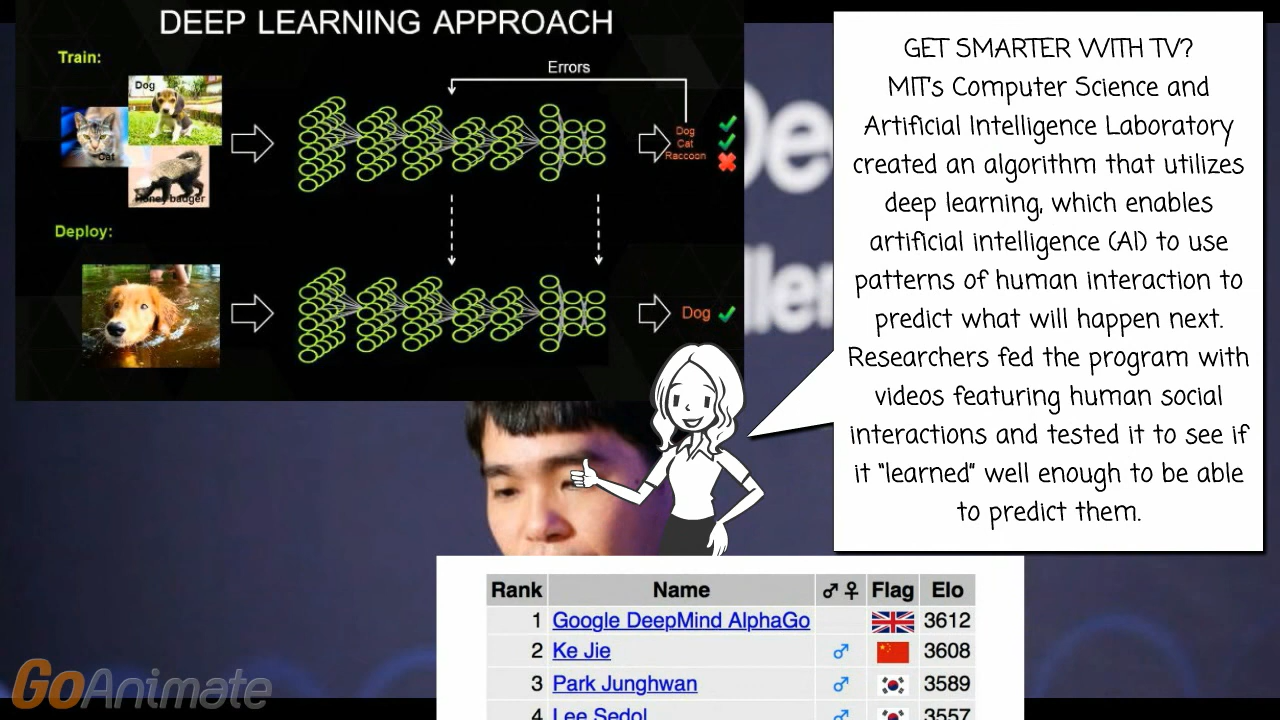 DEEP LEARNING APPROACH
Train:
Errors
Dog
Cat
Honey badger
Dog
Cat
Raccoon
Deploy:
Dog
GET SMARTER WITH TV?
MIT's Computer Science and
Artificial Intelligence Laboratory
created an algorithm that utilizes
deep learning, which enables
artificial intelligence (AI) to use
patterns of human interaction to
predict what will happen next.
Researchers fed the program with
videos featuring human social
interactions and tested it to see if
it "learned" well enough to be able
to predict them.
Rank Name ♂♀ Flag Elo
1 Google DeepMind AlphaGo 3612
2 Ke Jie ♂ 3608
3 Park Junghwan ♂ 3589
4 Lee Sedol ♂ 3557
GoAnimate